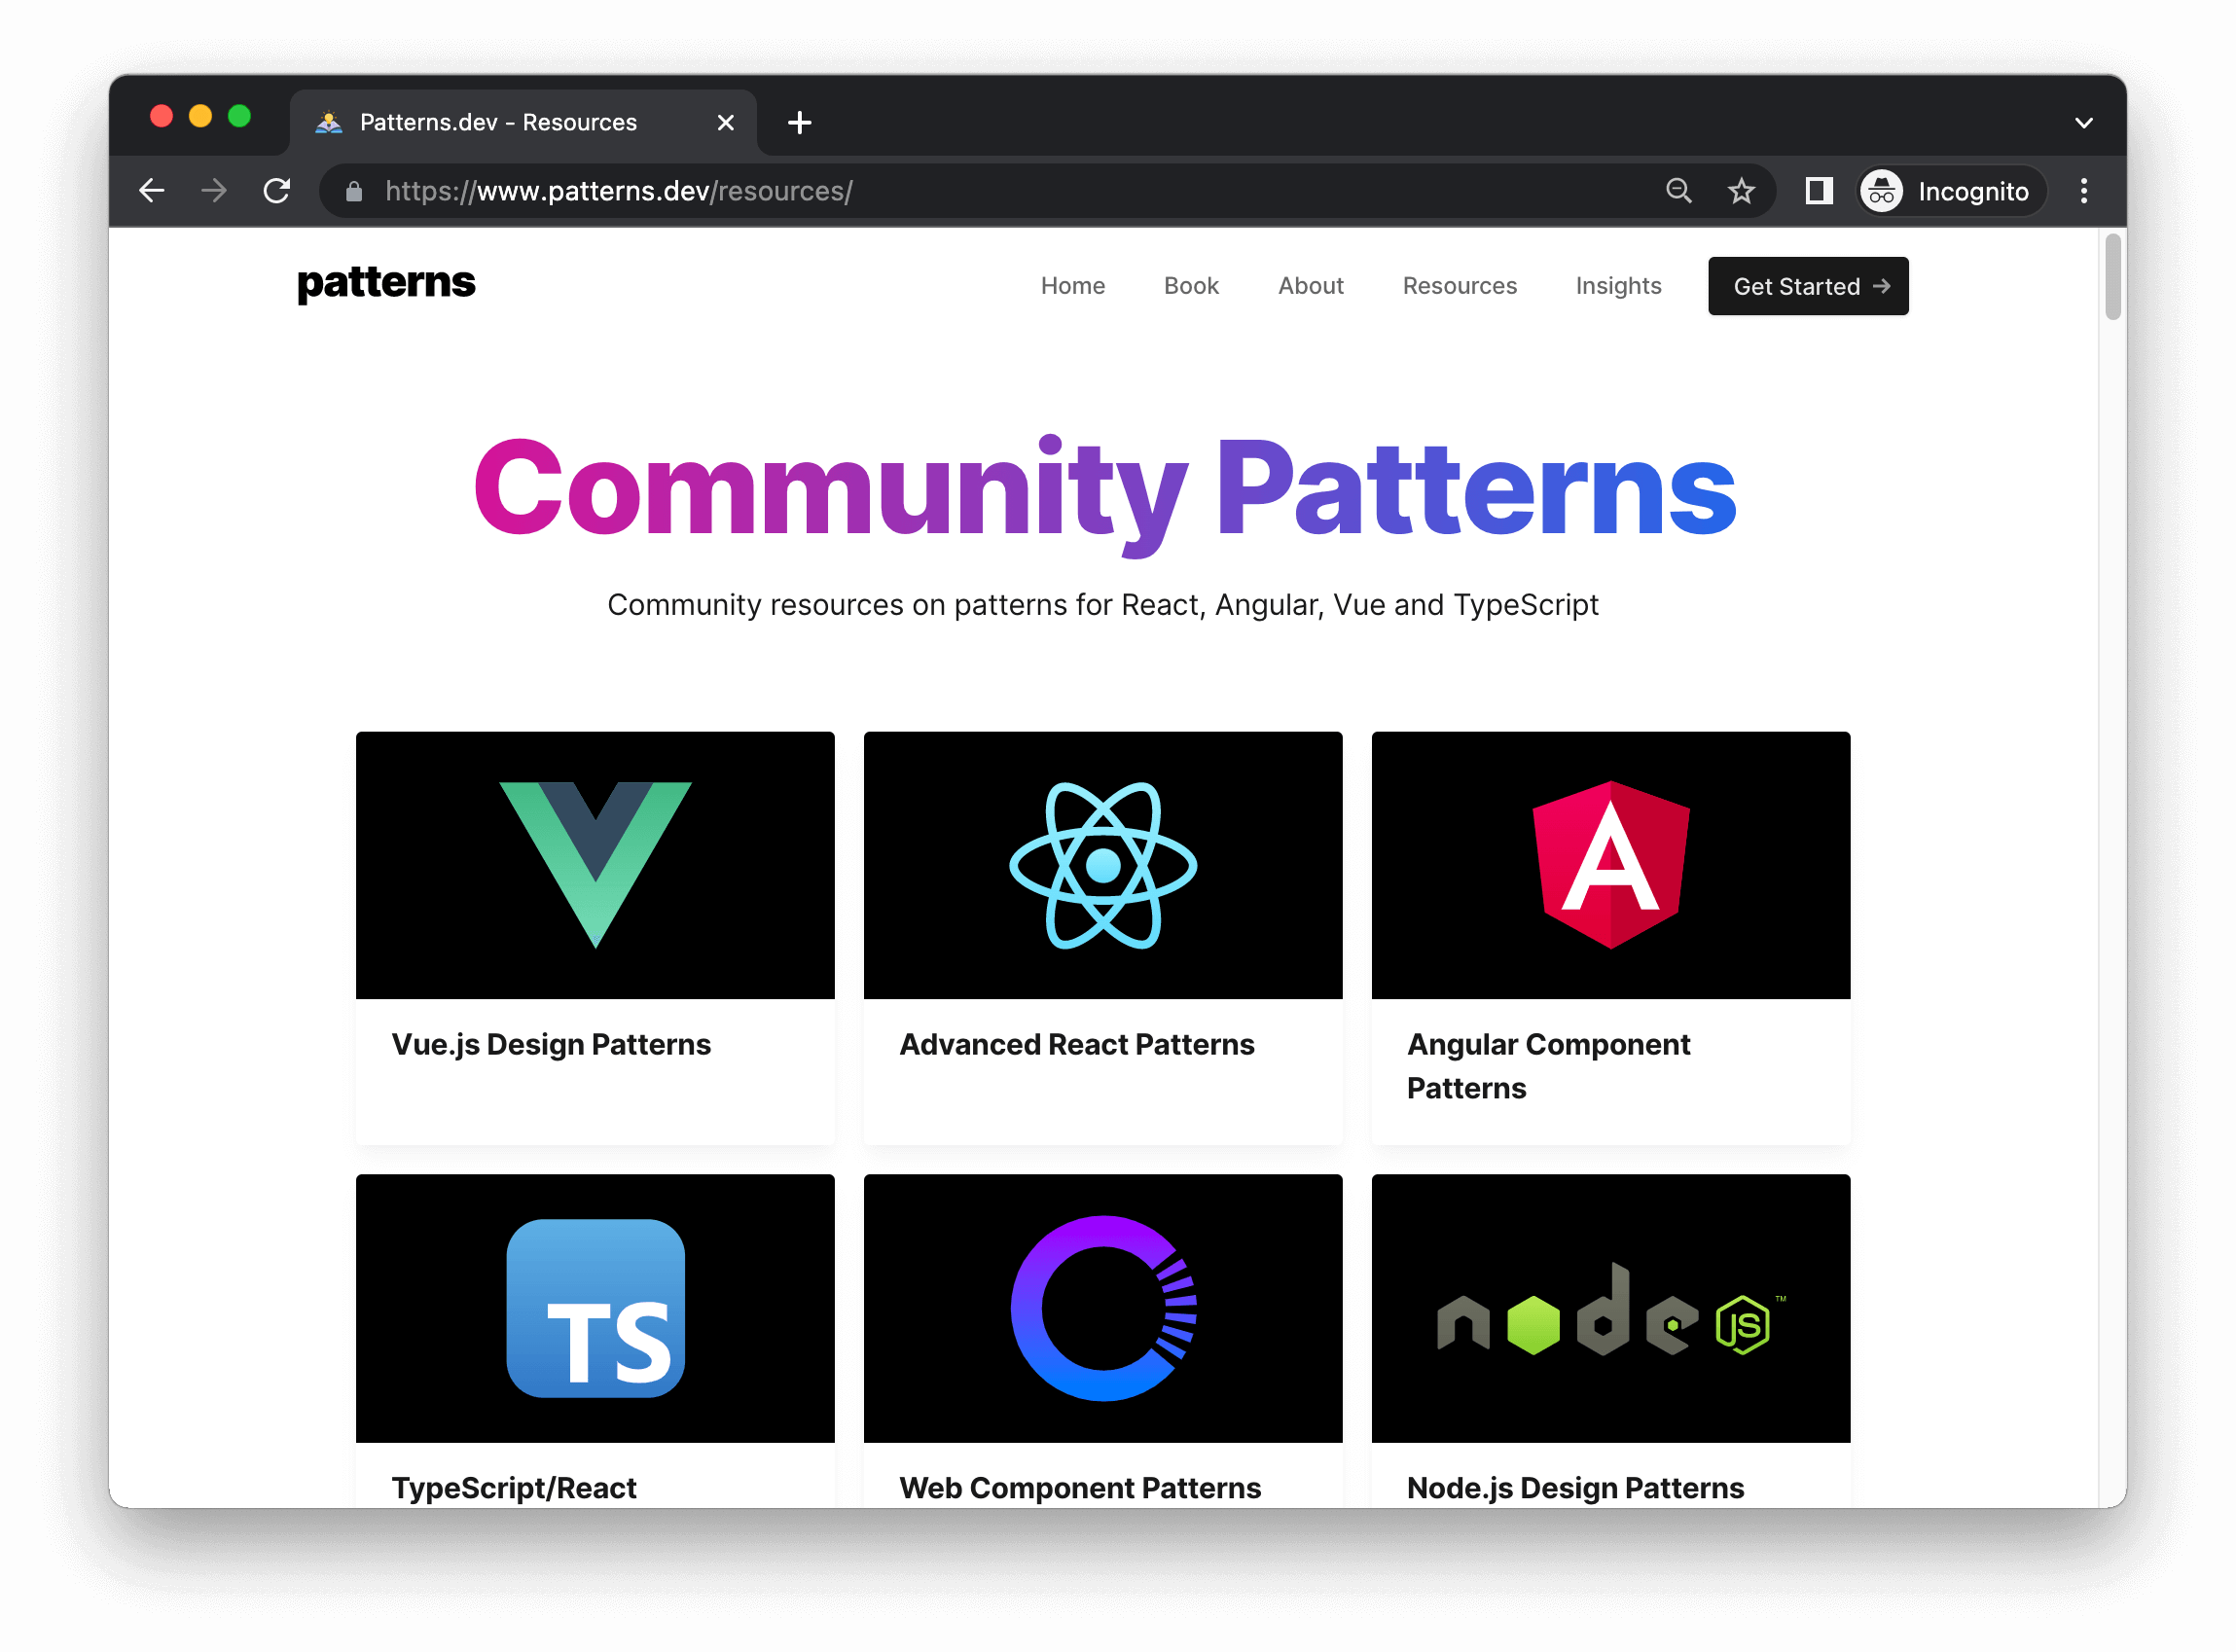 Patterns.dev - Resources
https://www.patterns.dev/resources/
Incognito
patterns
Home
Book
About
Resources
Insights
Get Started →
Community Patterns
Community resources on patterns for React, Angular, Vue and TypeScript
Vue.js Design Patterns
Advanced React Patterns
A
Angular Component
Patterns
TS
node JS ™
TypeScript/React
Web Component Patterns
Node.js Design Patterns